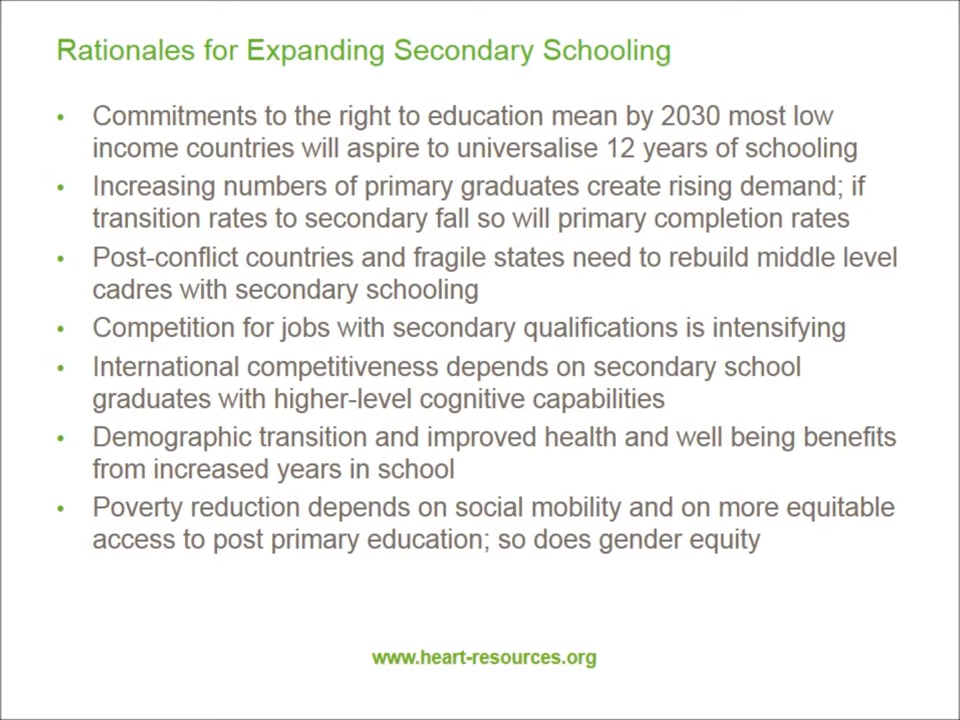 Rationales for Expanding Secondary Schooling
• Commitments to the right to education mean by 2030 most low
income countries will aspire to universalise 12 years of schooling
• Increasing numbers of primary graduates create rising demand; if
transition rates to secondary fall so will primary completion rates
• Post-conflict countries and fragile states need to rebuild middle level
cadres with secondary schooling
• Competition for jobs with secondary qualifications is intensifying
• International competitiveness depends on secondary school
graduates with higher-level cognitive capabilities
• Demographic transition and improved health and well being benefits
from increased years in school
• Poverty reduction depends on social mobility and on more equitable
access to post primary education; so does gender equity
www.heart-resources.org